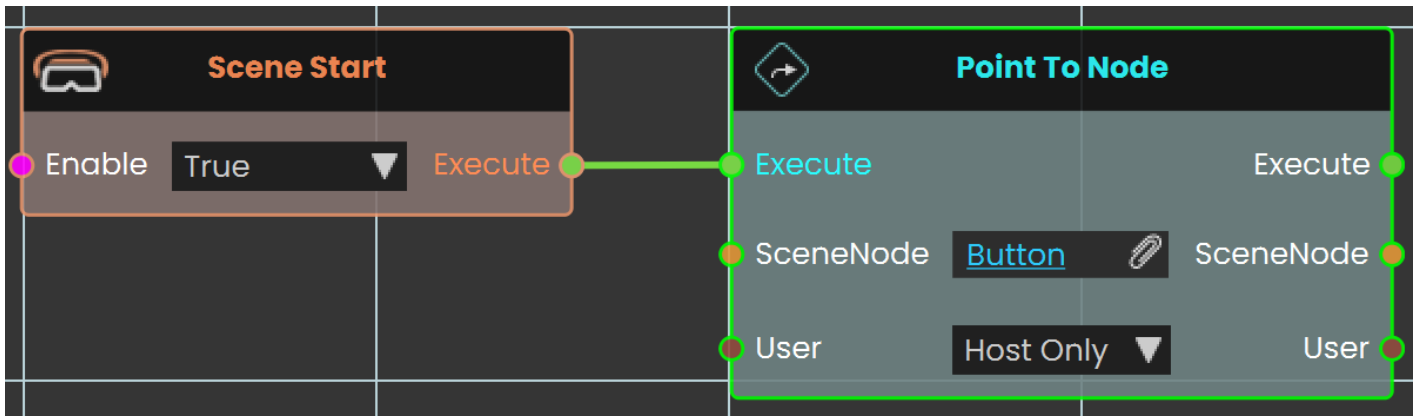 Scene Start
Enable True Execute
Point To Node
Execute Execute
SceneNode Button SceneNode
User Host Only User